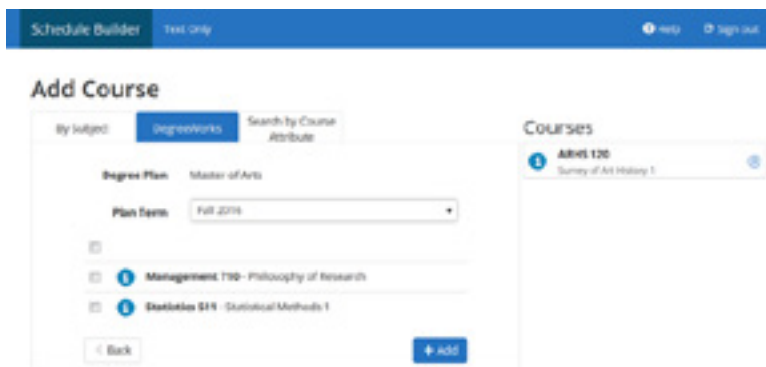 Schedule Builder Text Only Help Sign out
Add Course
By Subject DegreeWorks Search by Course Attribute
Courses
ARHS 120
Survey of Art History 1
Degree Plan Master of Arts
Plan Term Fall 2016
Management 710 - Philosophy of Research
Statistics 511 - Statistical Methods 1
< Back + Add